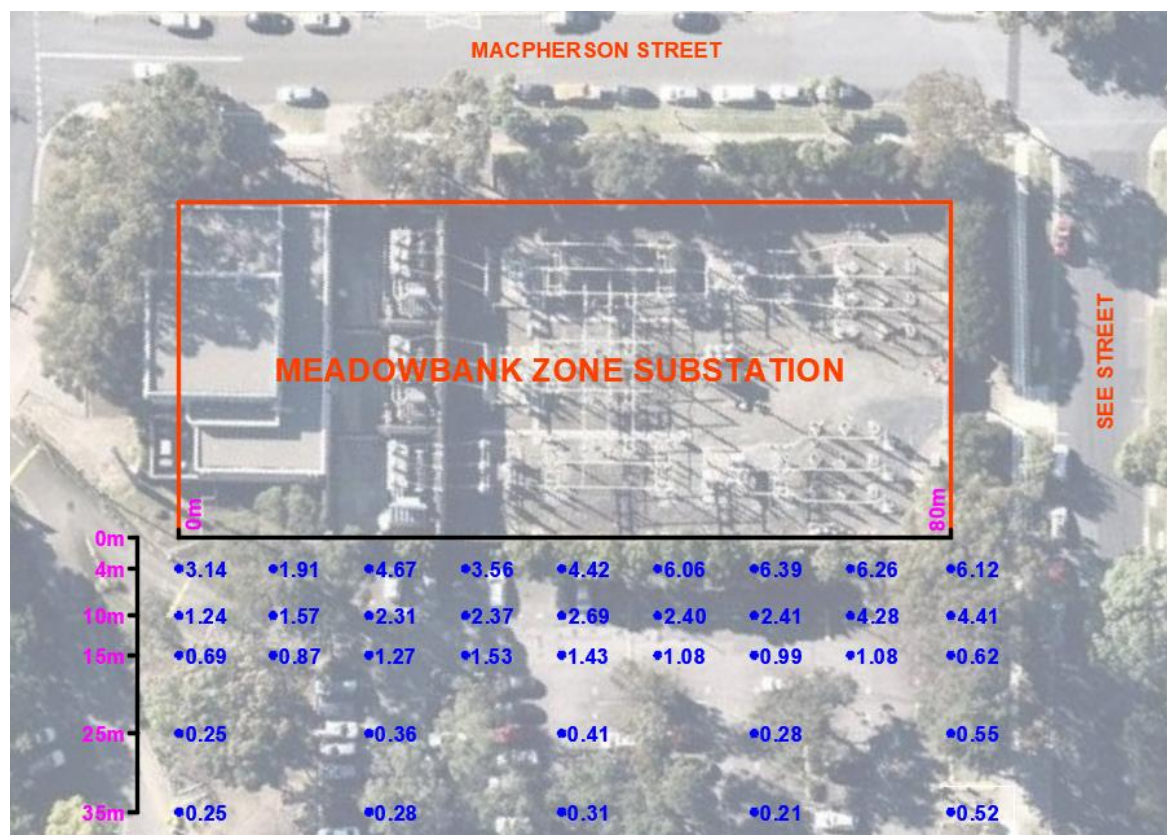 MACPHERSON STREET
SEE STREET
MEADOWBANK ZONE SUBSTATION
0m
80m
0m
4m 3.14 1.91 4.67 3.56 4.42 6.06 6.39 6.26 6.12
10m 1.24 1.57 2.31 2.37 2.69 2.40 2.41 4.28 4.41
15m 0.69 0.87 1.27 1.53 1.43 1.08 0.99 1.08 0.62
25m 0.25 0.36 0.41 0.28 0.55
35m 0.25 0.28 0.31 0.21 0.52